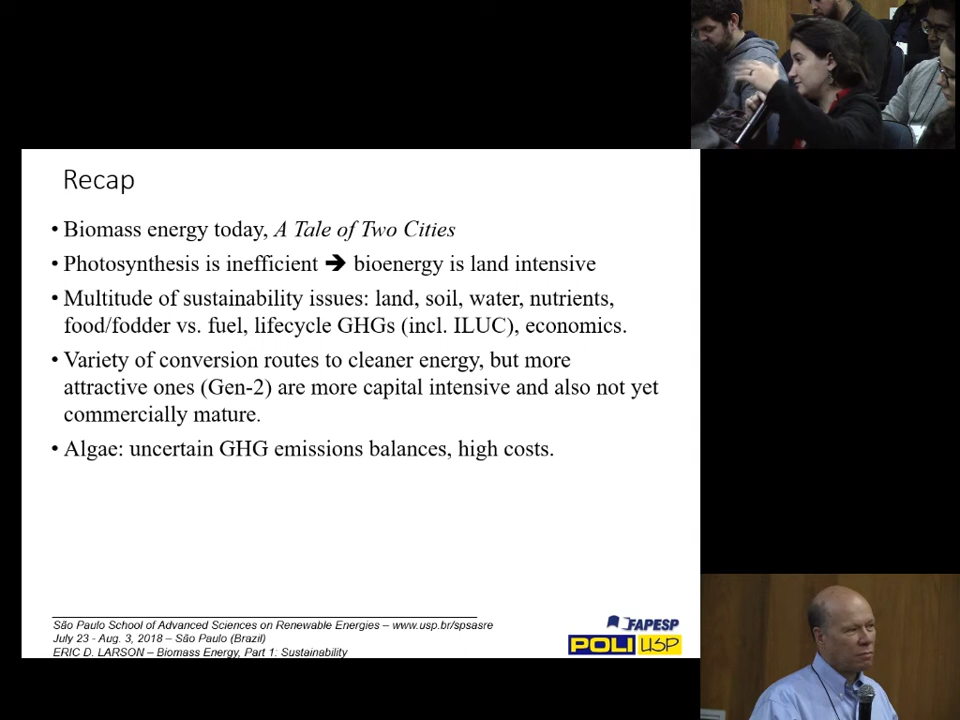 Recap
• Biomass energy today, A Tale of Two Cities
• Photosynthesis is inefficient ➔ bioenergy is land intensive
• Multitude of sustainability issues: land, soil, water, nutrients,
food/fodder vs. fuel, lifecycle GHGs (incl. ILUC), economics.
• Variety of conversion routes to cleaner energy, but more
attractive ones (Gen-2) are more capital intensive and also not yet
commercially mature.
• Algae: uncertain GHG emissions balances, high costs.
São Paulo School of Advanced Sciences on Renewable Energies – www.usp.br/spsasre
July 23 - Aug. 3, 2018 – São Paulo (Brazil)
ERIC D. LARSON – Biomass Energy, Part 1: Sustainability
FAPESP
POLI USP